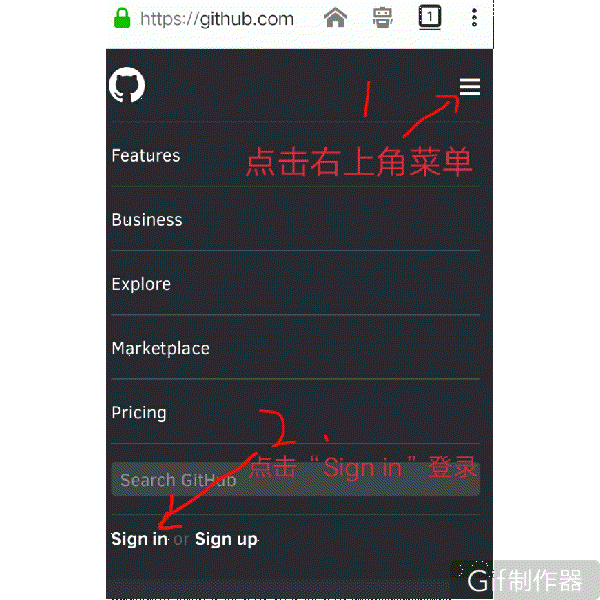 https://github.com
1
1
点击右上角菜单
Features
Business
Explore
Marketplace
Pricing
2、
点击“Sign in”登录
Search GitHub
Sign in or Sign up
Gif制作器